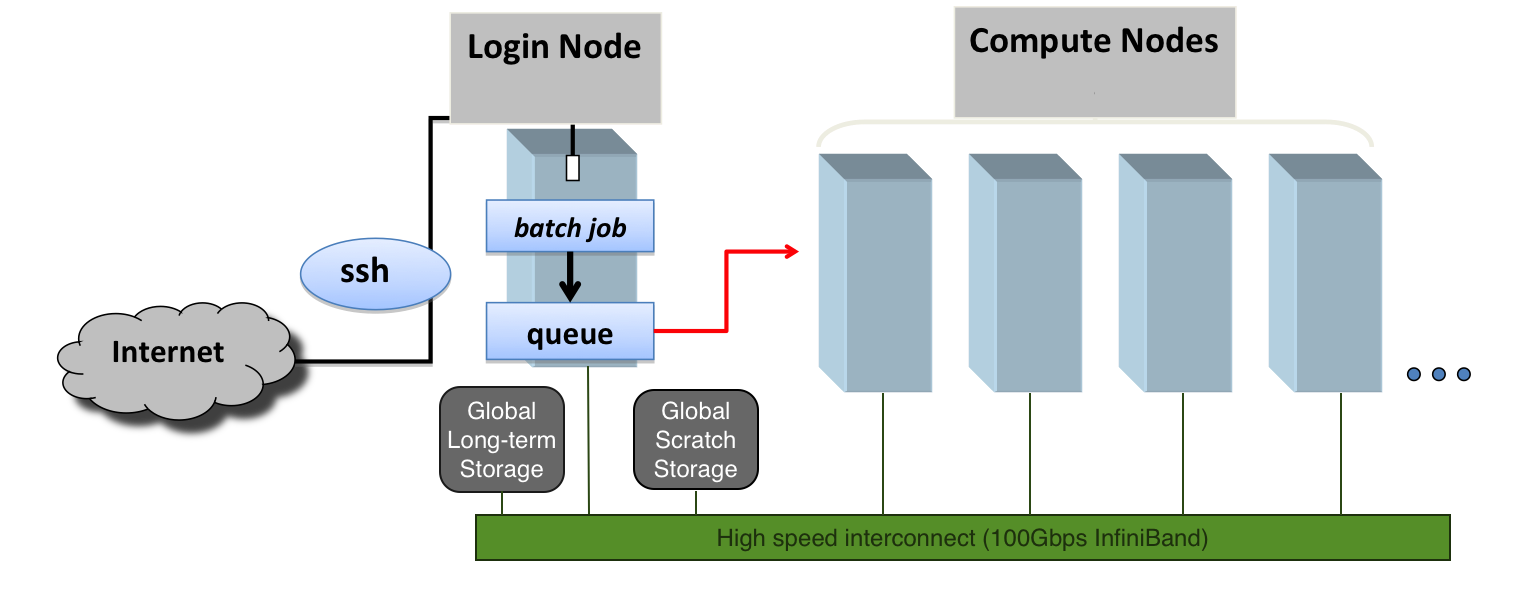 Login Node
Compute Nodes
batch job
ssh
queue
Internet
Global
Long-term
Storage
Global
Scratch
Storage
High speed interconnect (100Gbps InfiniBand)